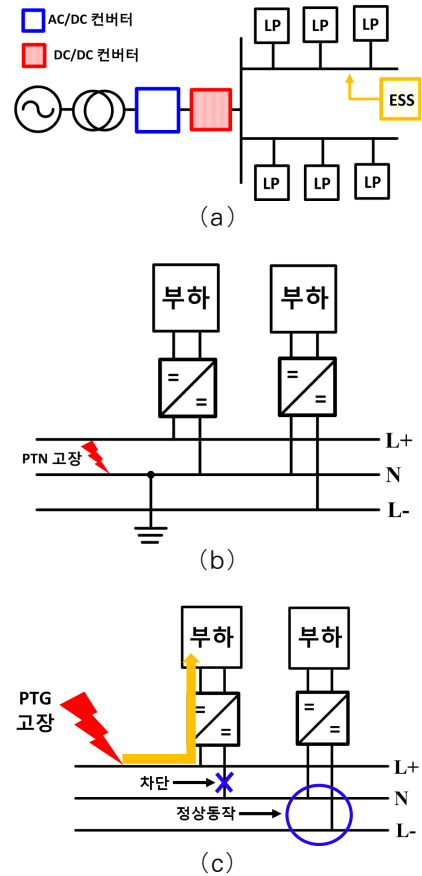 AC/DC 컨버터
DC/DC 컨버터
LP LP LP
ESS
LP LP LP
(a)
부하 부하
= = = =
L+
PTN 고장
N
L-
(b)
부하 부하
PTG
고장
= = = =
L+
차단
N
정상동작
L-
(c)